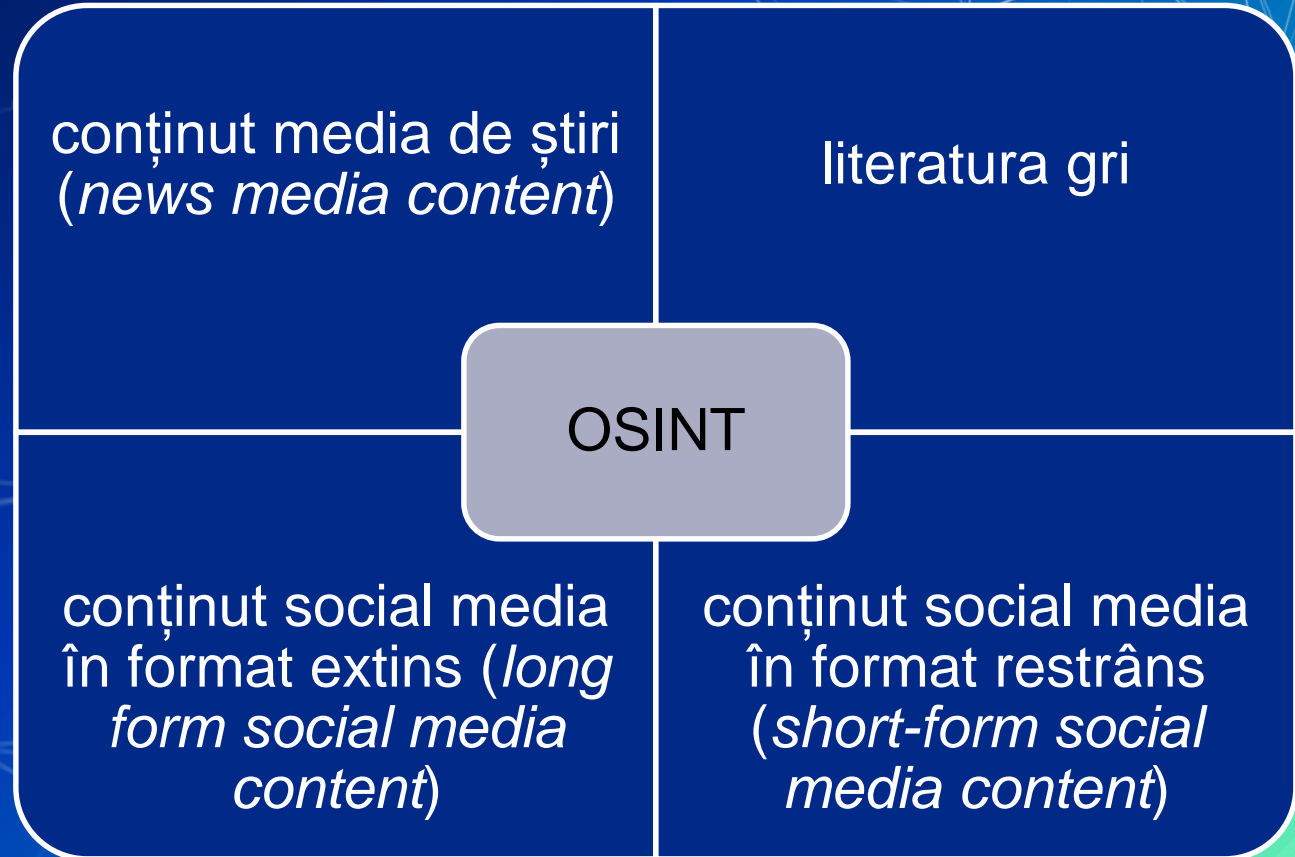 conținut media de știri
(news media content)
literatura gri
OSINT
conținut social media
în format extins (long
form social media
content)
conținut social media
în format restrâns
(short-form social
media content)